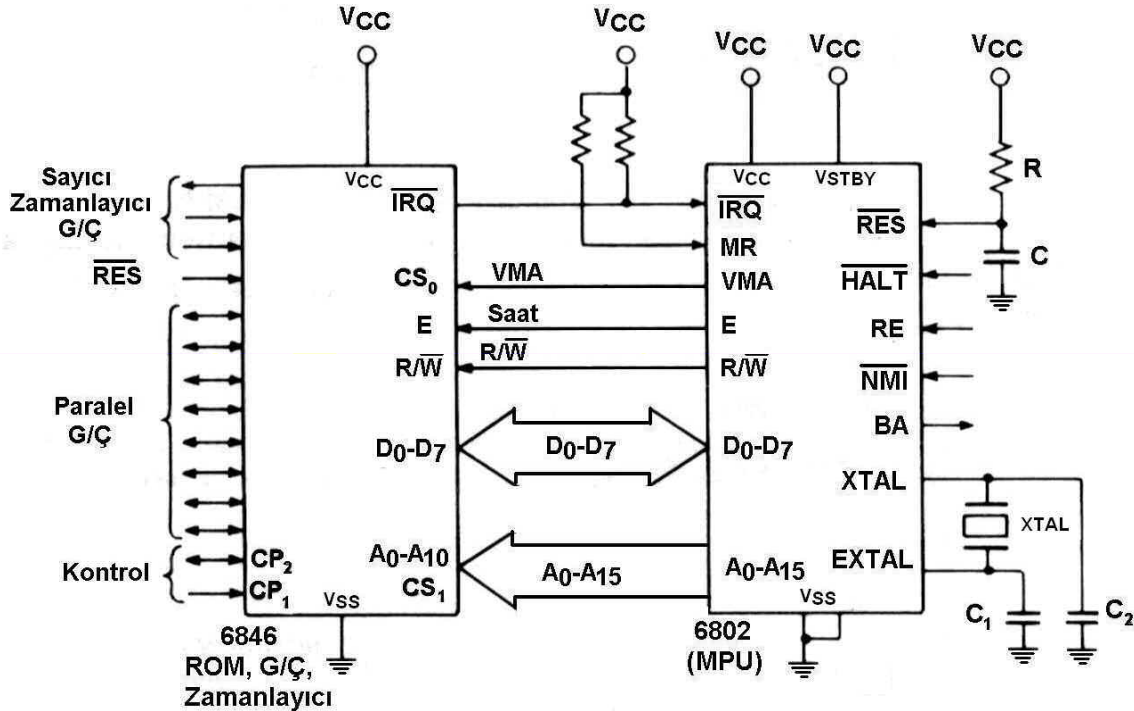 VCC
VCC
VCC
VCC
VCC
Sayıcı
Zamanlayıcı
G/Ç
RES
Paralel
G/Ç
Kontrol
VCC
IRQ
CS0
E
R/W
D0-D7
A0-A10
CS1
CP2
CP1
VSS
6846
ROM, G/Ç,
Zamanlayıcı
VMA
Saat
R/W
D0-D7
A0-A15
VCC
VSTBY
IRQ
MR
VMA
E
R/W
D0-D7
A0-A15
VSS
RES
HALT
RE
NMI
BA
XTAL
EXTAL
6802
(MPU)
R
C
XTAL
C1
C2